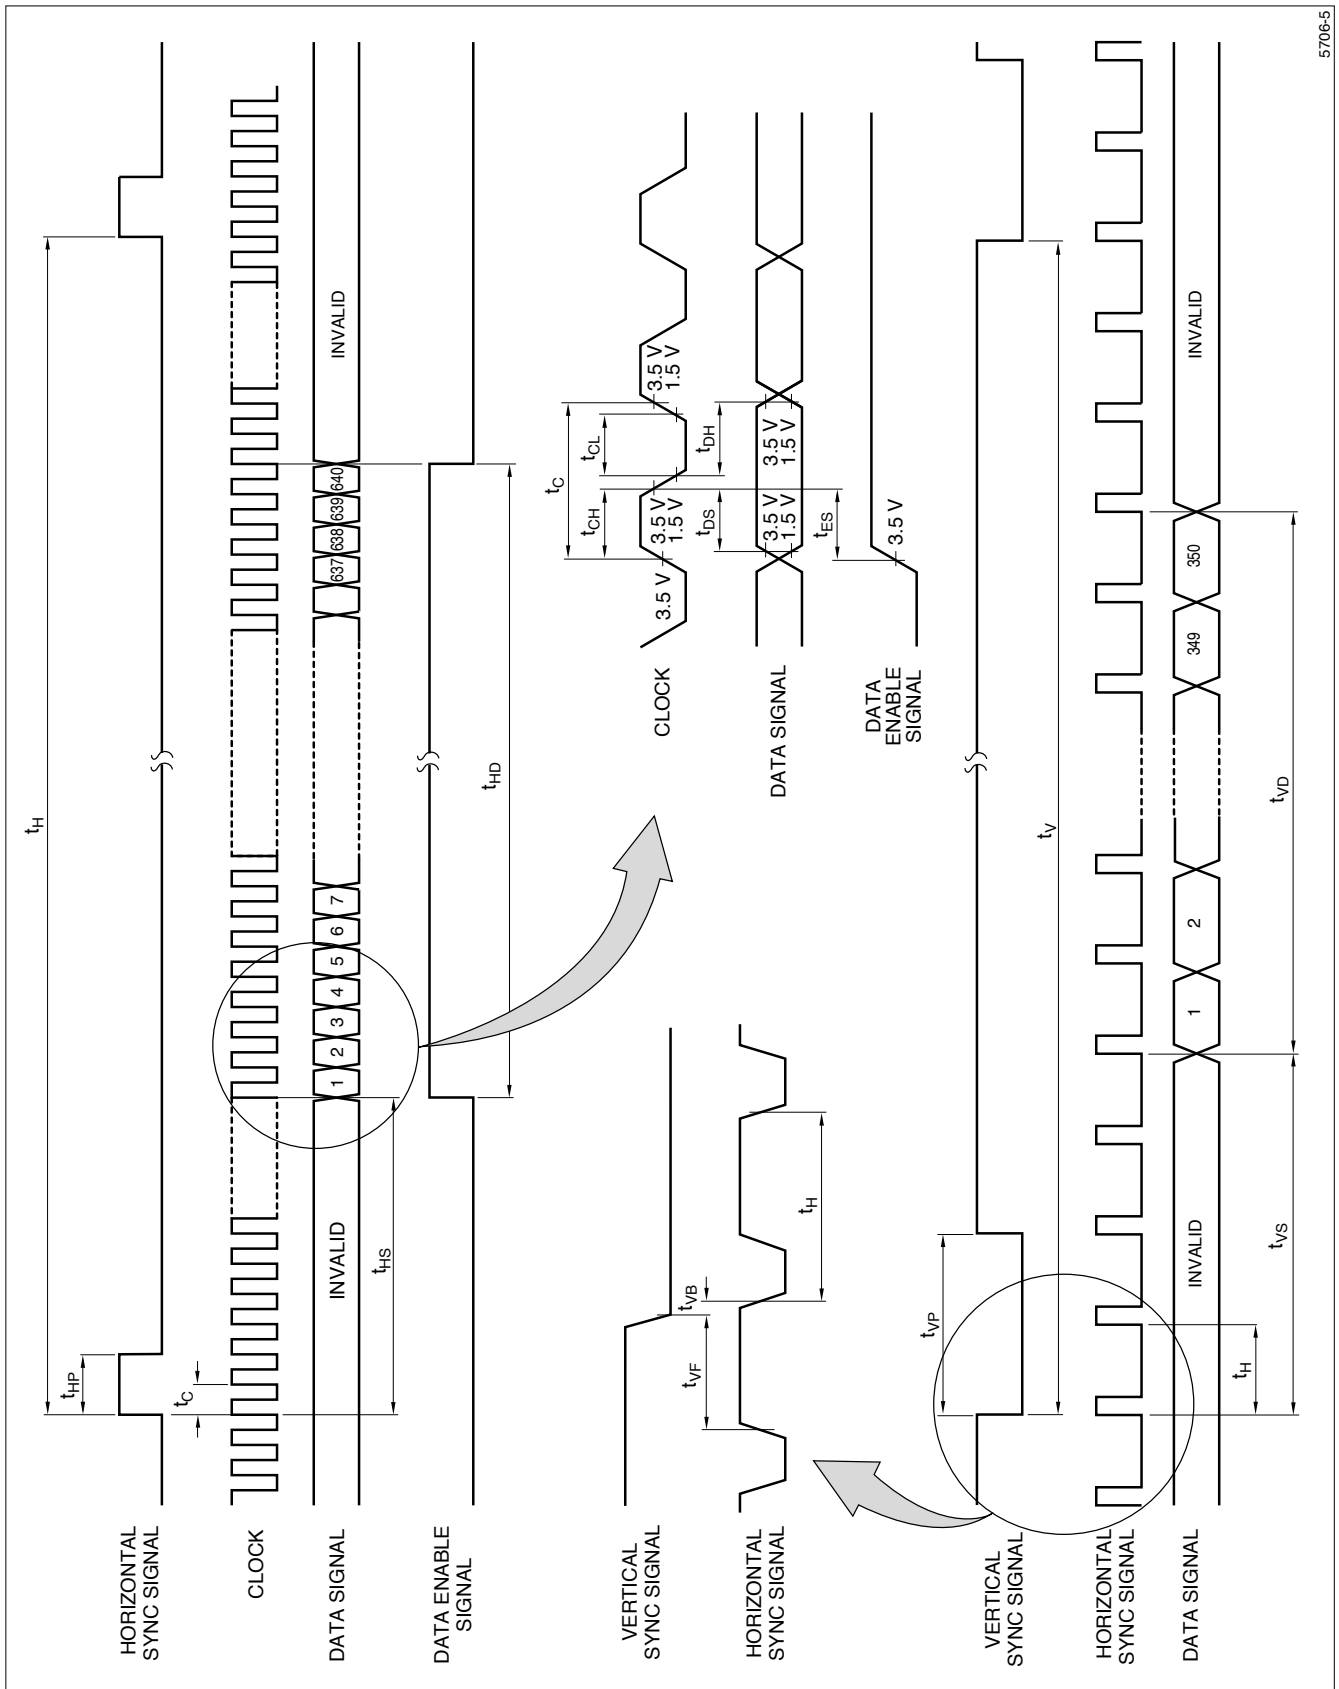 t_H
HORIZONTAL
SYNC SIGNAL
t_HP
t_C
CLOCK
DATA SIGNAL
INVALID
1
2
3
4
5
6
7
637
638
639
640
INVALID
t_HS
DATA ENABLE
SIGNAL
t_HD
t_C
t_CH
t_CL
CLOCK
3.5 V
3.5 V
1.5 V
3.5 V
1.5 V
t_DS
t_DH
DATA SIGNAL
3.5 V
1.5 V
3.5 V
1.5 V
t_ES
DATA
ENABLE
SIGNAL
3.5 V
VERTICAL
SYNC SIGNAL
t_VF
t_VB
HORIZONTAL
SYNC SIGNAL
t_H
t_VP
VERTICAL
SYNC SIGNAL
t_V
HORIZONTAL
SYNC SIGNAL
t_H
DATA SIGNAL
INVALID
1
2
349
350
INVALID
t_VS
t_VD
5706-5